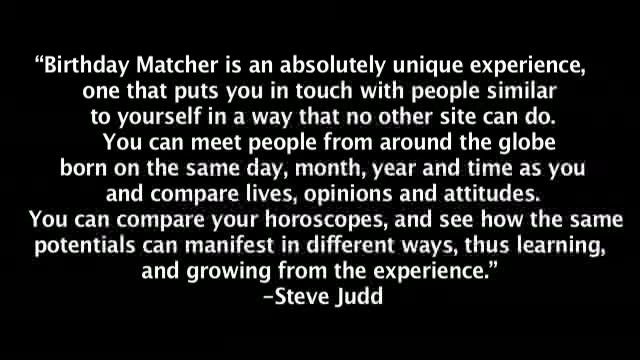 “Birthday Matcher is an absolutely unique experience,
one that puts you in touch with people similar
to yourself in a way that no other site can do.
You can meet people from around the globe
born on the same day, month, year and time as you
and compare lives, opinions and attitudes.
You can compare your horoscopes, and see how the same
potentials can manifest in different ways, thus learning,
and growing from the experience.”
–Steve Judd